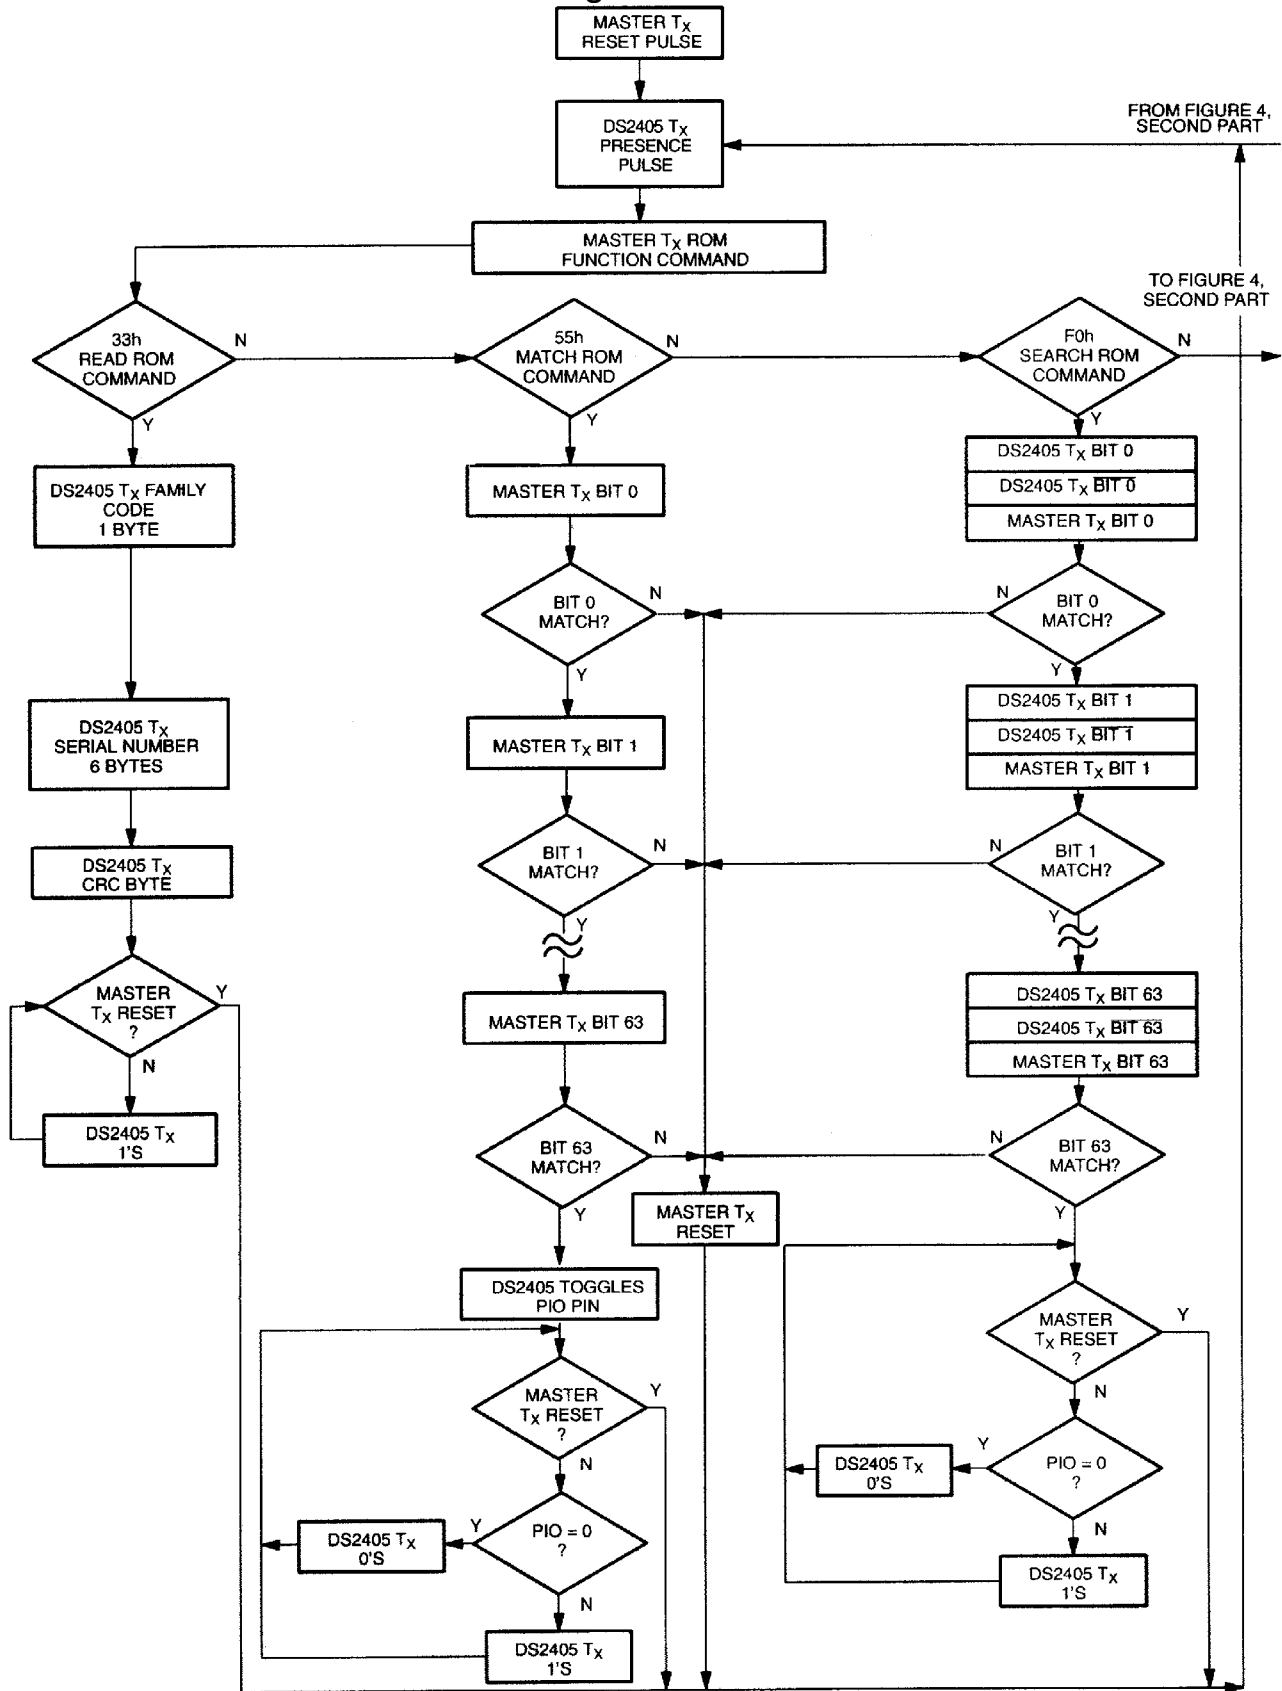 MASTER TX
RESET PULSE
DS2405 TX
PRESENCE
PULSE
FROM FIGURE 4,
SECOND PART
MASTER TX ROM
FUNCTION COMMAND
TO FIGURE 4,
SECOND PART
33h
READ ROM
COMMAND
N
Y
55h
MATCH ROM
COMMAND
N
Y
F0h
SEARCH ROM
COMMAND
N
Y
DS2405 TX FAMILY
CODE
1 BYTE
DS2405 TX
SERIAL NUMBER
6 BYTES
DS2405 TX
CRC BYTE
MASTER
TX RESET
?
Y
N
DS2405 TX
1'S
MASTER TX BIT 0
BIT 0
MATCH?
N
Y
MASTER TX BIT 1
BIT 1
MATCH?
N
Y
MASTER TX BIT 63
BIT 63
MATCH?
N
Y
DS2405 TOGGLES
PIO PIN
MASTER
TX RESET
?
Y
N
PIO = 0
?
Y
N
DS2405 TX
0'S
DS2405 TX
1'S
MASTER TX
RESET
DS2405 TX BIT 0
DS2405 TX BIT 0
MASTER TX BIT 0
BIT 0
MATCH?
N
Y
DS2405 TX BIT 1
DS2405 TX BIT 1
MASTER TX BIT 1
BIT 1
MATCH?
N
Y
DS2405 TX BIT 63
DS2405 TX BIT 63
MASTER TX BIT 63
BIT 63
MATCH?
N
Y
MASTER
TX RESET
?
Y
N
PIO = 0
?
Y
N
DS2405 TX
0'S
DS2405 TX
1'S